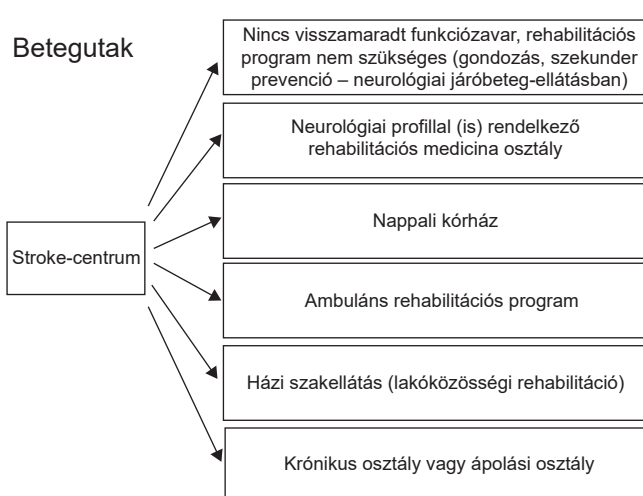 Betegutak
Nincs visszamaradt funkciózavar, rehabilitációs
program nem szükséges (gondozás, szekunder
prevenció – neurológiai járóbeteg-ellátásban)
Neurológiai profillal (is) rendelkező
rehabilitációs medicina osztály
Nappali kórház
Stroke-centrum
Ambuláns rehabilitációs program
Házi szakellátás (lakóközösségi rehabilitáció)
Krónikus osztály vagy ápolási osztály